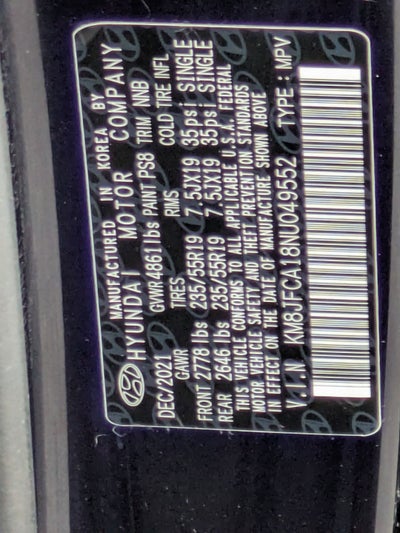 MANUFACTURED IN KOREA BY
HYUNDAI MOTOR COMPANY
DEC/2021 GVWR4861lbs PAINT PS8 TRIM NNB
GAWR TIRES RIMS COLD TIRE INFL
FRONT 2778 lbs 235/55R19 7.5JX19 35psi SINGLE
REAR 2646 lbs 235/55R19 7.5JX19 35psi SINGLE
THIS VEHICLE CONFORMS TO ALL APPLICABLE U.S.A. FEDERAL
MOTOR VEHICLE SAFETY AND THEFT PREVENTION STANDARDS
IN EFFECT ON THE DATE OF MANUFACTURE SHOWN ABOVE
V.I.N KM8JFCA18NU049552 TYPE : MPV